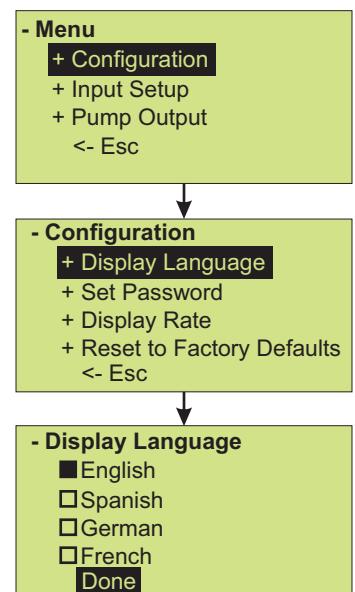 - Menu
+ Configuration
+ Input Setup
+ Pump Output
<- Esc
- Configuration
+ Display Language
+ Set Password
+ Display Rate
+ Reset to Factory Defaults
<- Esc
- Display Language
English
Spanish
German
French
Done